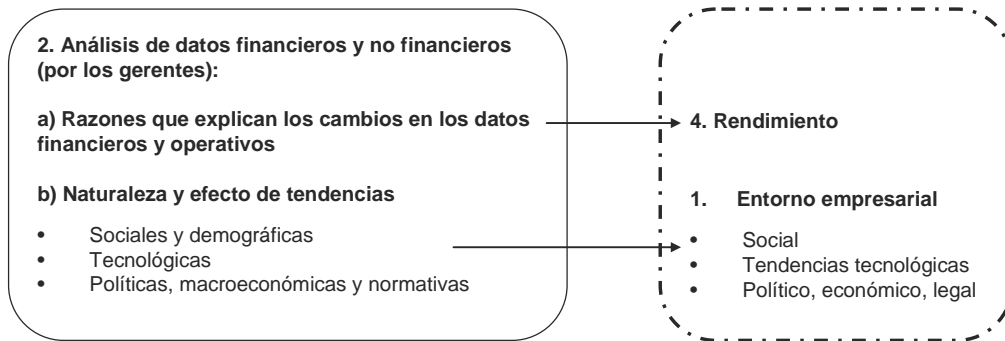 2. Análisis de datos financieros y no financieros
(por los gerentes):
a) Razones que explican los cambios en los datos
financieros y operativos
b) Naturaleza y efecto de tendencias
• Sociales y demográficas
• Tecnológicas
• Políticas, macroeconómicas y normativas
4. Rendimiento
1. Entorno empresarial
• Social
• Tendencias tecnológicas
• Político, económico, legal